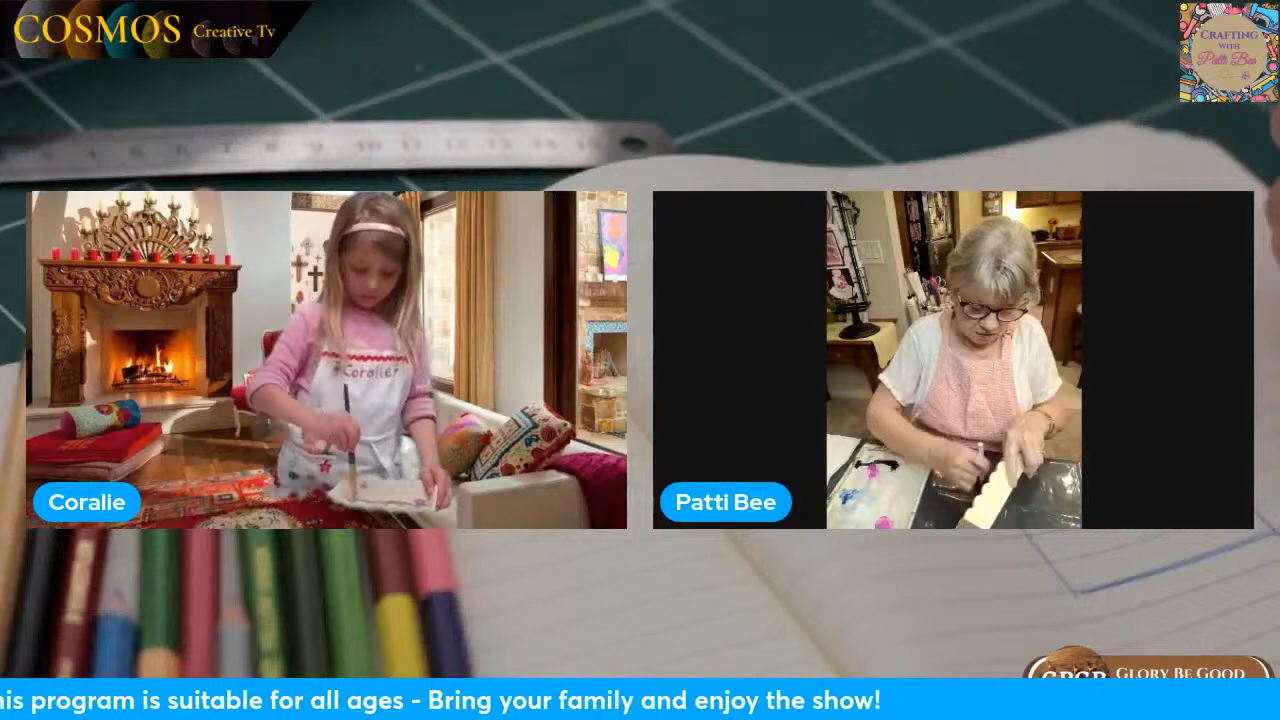 COSMOS Creative Tv
CRAFTING
WITH
Patti Bee
Coralie
Coralie
Patti Bee
GLORY BE GOOD
his program is suitable for all ages - Bring your family and enjoy the show!